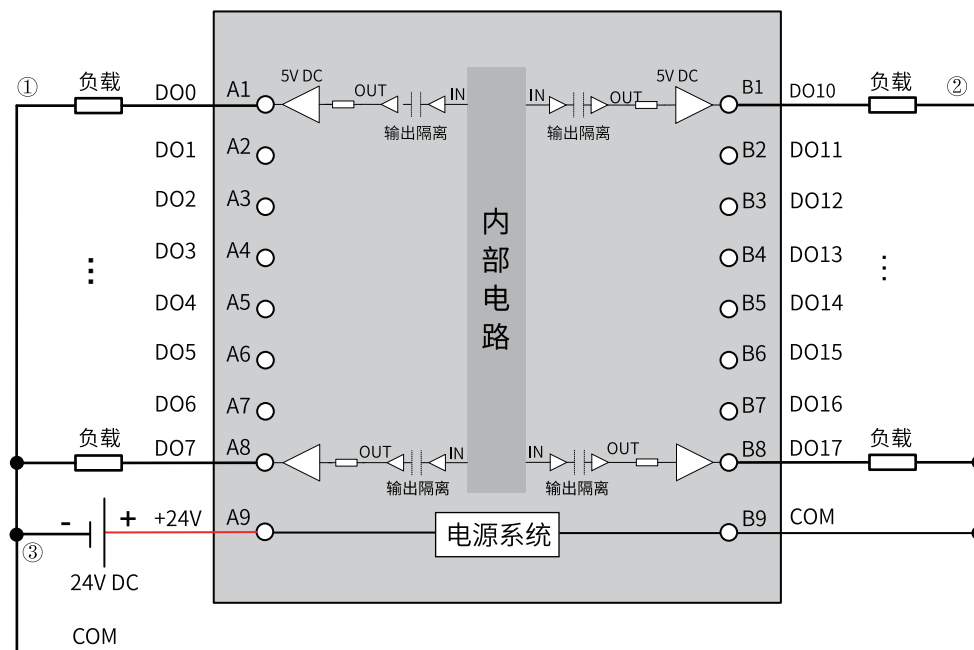 ① 负载 DO0 A1 5V DC OUT IN IN OUT 5V DC B1 DO10 负载 ②
输出隔离 输出隔离
DO1 A2 B2 DO11
DO2 A3 B3 DO12
DO3 A4 B4 DO13
⋮ ⋮
DO4 A5 B5 DO14
DO5 A6 B6 DO15
DO6 A7 B7 DO16
内部电路
负载 DO7 A8 OUT IN IN OUT B8 DO17 负载
输出隔离 输出隔离
- + +24V A9 电源系统 B9 COM
③
24V DC
COM